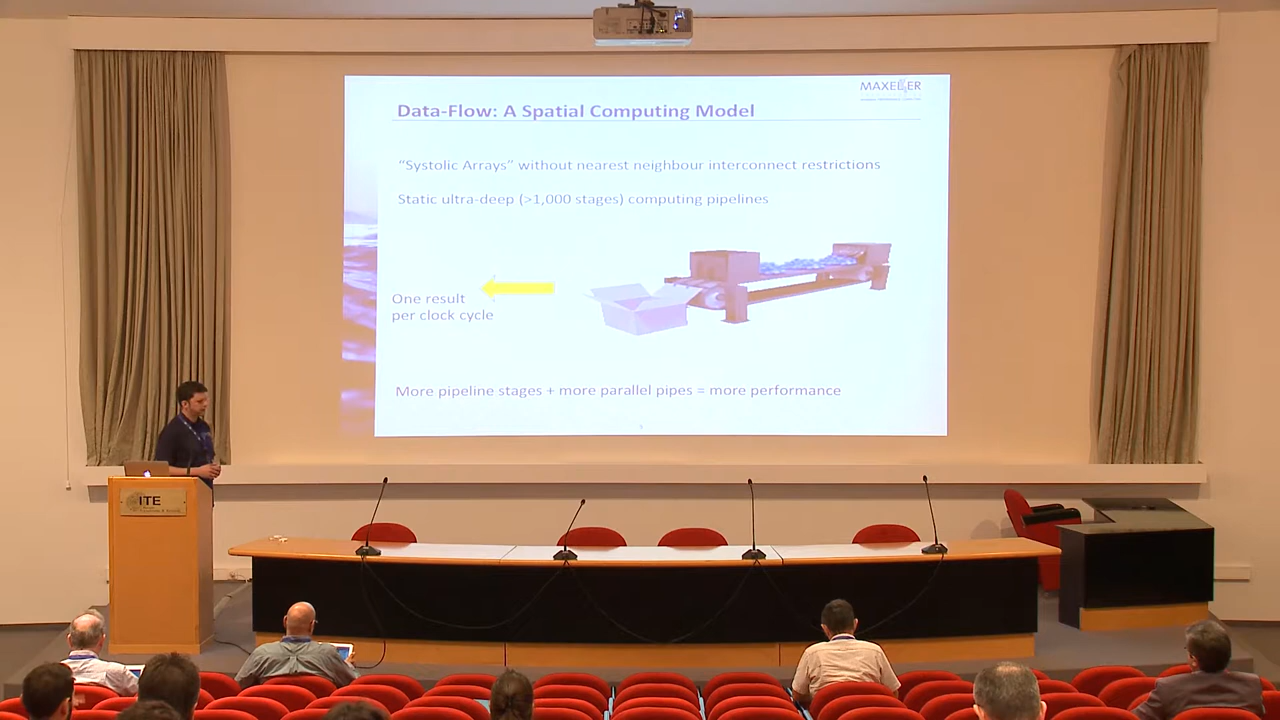 MAXELER
Data-Flow: A Spatial Computing Model
“Systolic Arrays” without nearest neighbour interconnect restrictions
Static ultra-deep (>1,000 stages) computing pipelines
One result
per clock cycle
More pipeline stages + more parallel pipes = more performance
ITE